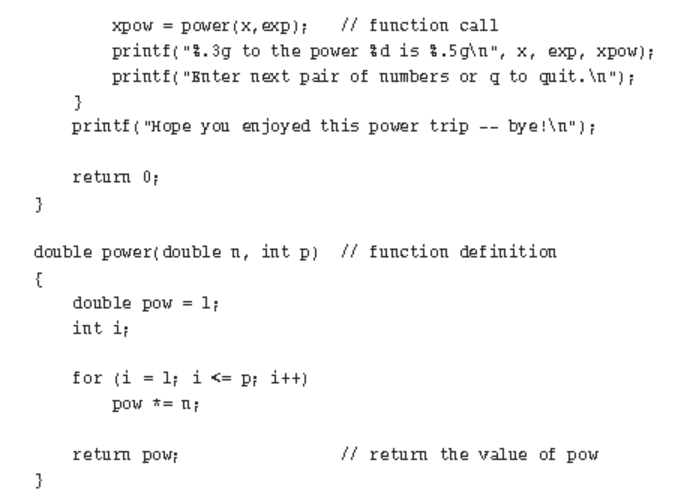 xpow = power(x,exp);   // function call
printf("%.3g to the power %d is %.5g\n", x, exp, xpow);
printf("Enter next pair of numbers or q to quit.\n");
}
printf("Hope you enjoyed this power trip -- bye!\n");
return 0;
}
double power(double n, int p)  // function definition
{
double pow = 1;
int i;
for (i = 1; i <= p; i++)
pow *= n;
return pow;                // return the value of pow
}